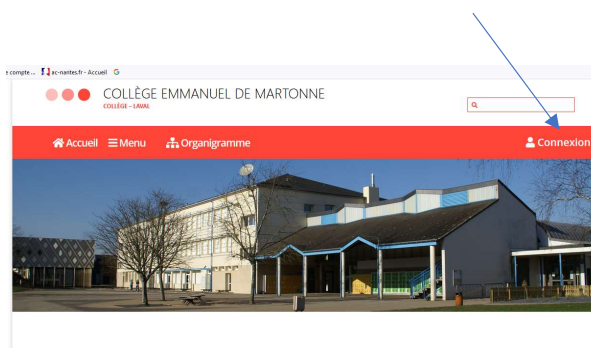 e compte ... ac-nantes.fr - Accueil
COLLÈGE EMMANUEL DE MARTONNE
COLLÈGE – LAVAL
Accueil Menu Organigramme Connexion